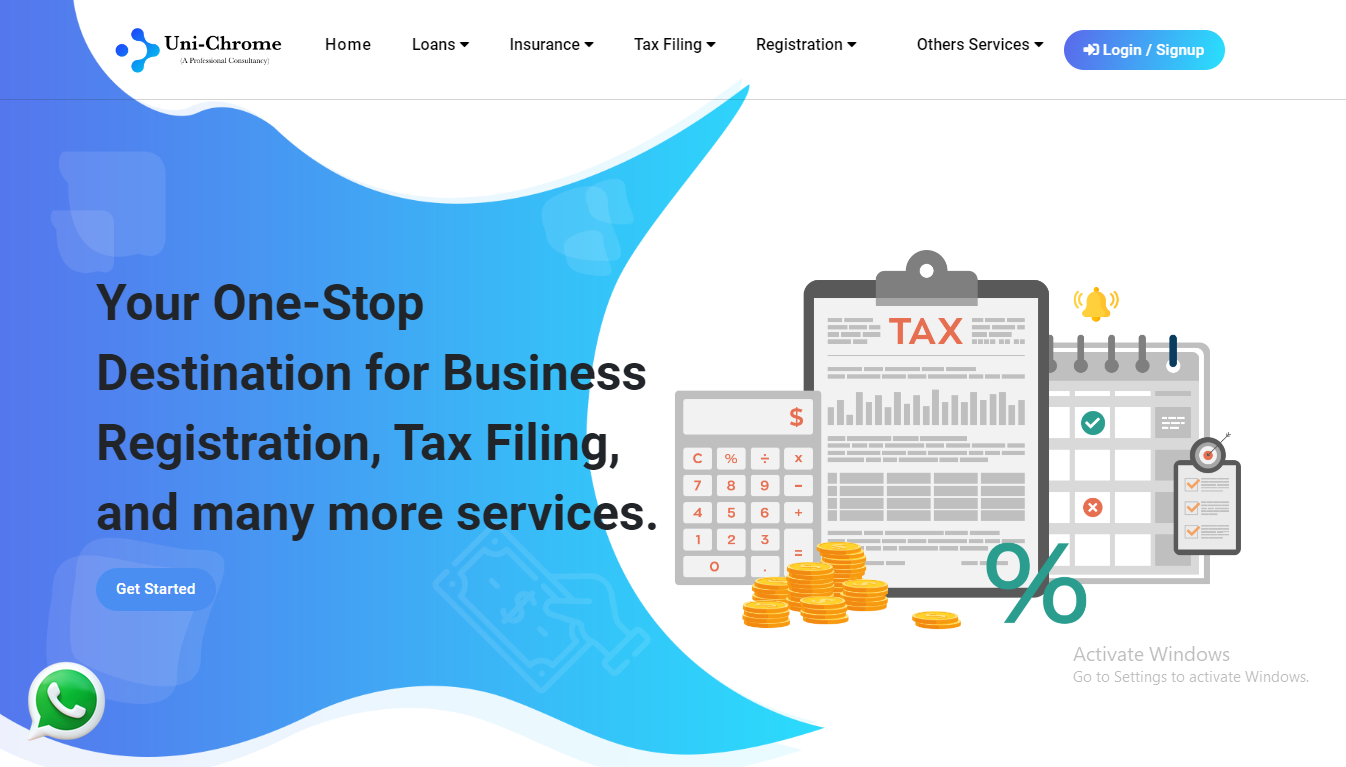 Uni-Chrome
(A Professional Consultancy)
Home
Loans
Insurance
Tax Filing
Registration
Others Services
Login / Signup
Your One-Stop
Destination for Business
Registration, Tax Filing,
and many more services.
Get Started
TAX
$
C % ÷ x
7 8 9 −
4 5 6 +
1 2 3 =
0 .
%
$
Activate Windows
Go to Settings to activate Windows.